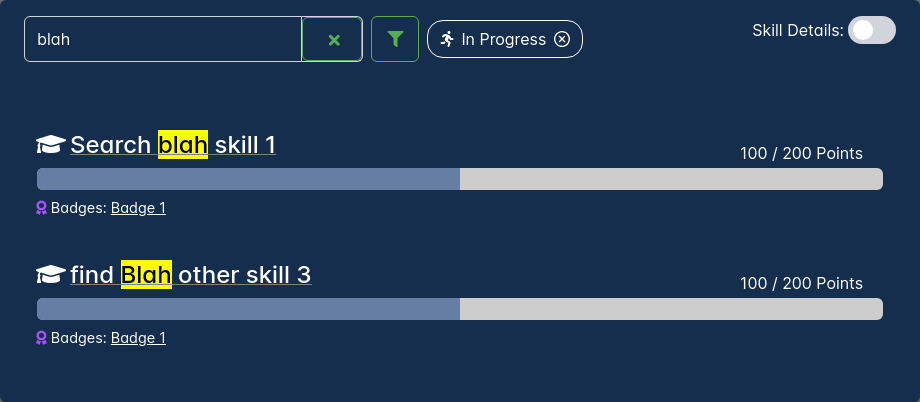 blah
In Progress
Skill Details:
Search blah skill 1
100 / 200 Points
Badges: Badge 1
find Blah other skill 3
100 / 200 Points
Badges: Badge 1